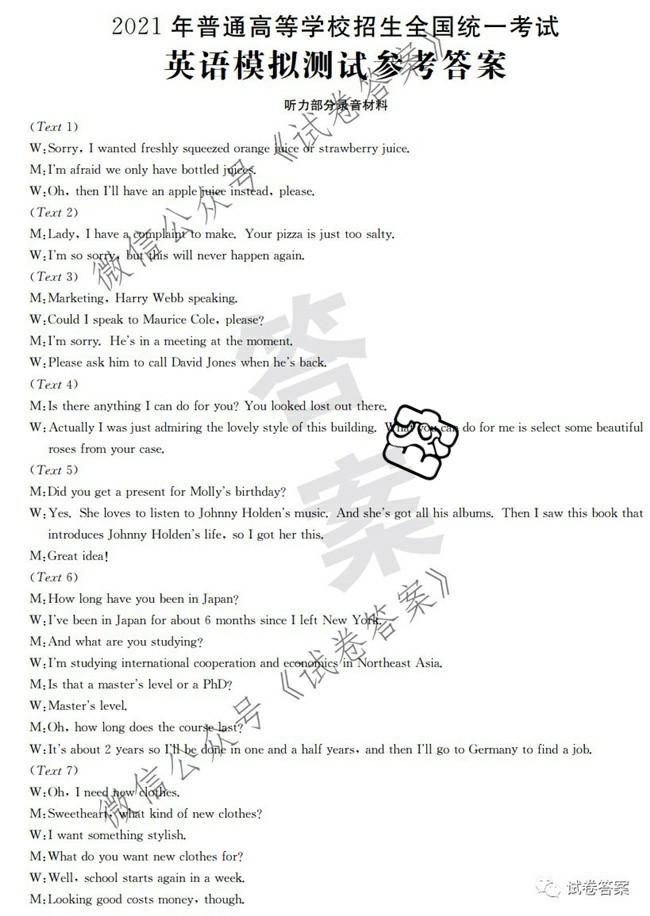 2021 年普通高等学校招生全国统一考试
英语模拟测试参考答案
听力部分录音材料
(Text 1)
W:Sorry, I wanted freshly squeezed orange juice or strawberry juice.
M:I'm afraid we only have bottled juices.
W:Oh, then I'll have an apple juice instead, please.
(Text 2)
M:Lady, I have a complaint to make. Your pizza is just too salty.
W:I'm so sorry, but this will never happen again.
(Text 3)
M:Marketing, Harry Webb speaking.
W:Could I speak to Maurice Cole, please?
M:I'm sorry. He's in a meeting at the moment.
W:Please ask him to call David Jones when he's back.
(Text 4)
M:Is there anything I can do for you? You looked lost out there.
W:Actually I was just admiring the lovely style of this building. What you can do for me is select some beautiful
roses from your case.
(Text 5)
M:Did you get a present for Molly's birthday?
W:Yes. She loves to listen to Johnny Holden's music. And she's got all his albums. Then I saw this book that
introduces Johnny Holden's life, so I got her this.
M:Great idea!
(Text 6)
M:How long have you been in Japan?
W:I've been in Japan for about 6 months since I left New York.
M:And what are you studying?
W:I'm studying international cooperation and economics in Northeast Asia.
M:Is that a master's level or a PhD?
W:Master's level.
M:Oh, how long does the course last?
W:It's about 2 years so I'll be done in one and a half years, and then I'll go to Germany to find a job.
(Text 7)
W:Oh, I need new clothes.
M:Sweetheart, what kind of new clothes?
W:I want something stylish.
M:What do you want new clothes for?
W:Well, school starts again in a week.
M:Looking good costs money, though.
微信公众号《试卷答案》
答案
微信公众号《试卷答案》
试卷答案